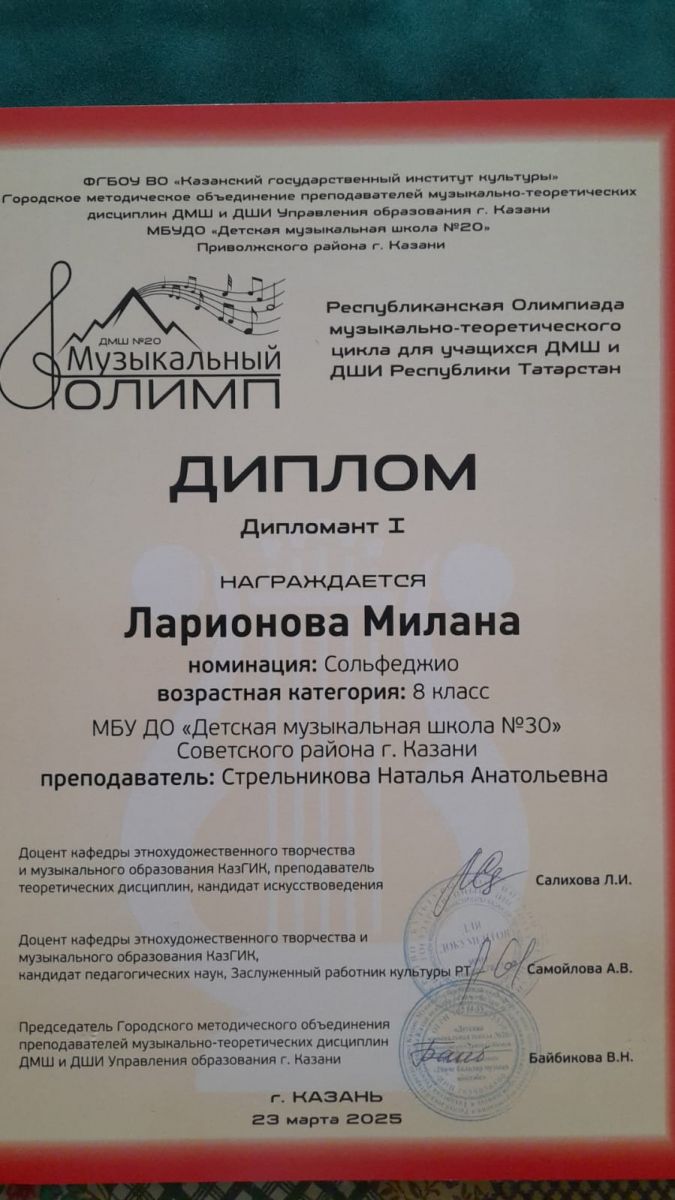 ФГБОУ ВО «Казанский государственный институт культуры»
Городское методическое объединение преподавателей музыкально-теоретических
дисциплин ДМШ и ДШИ Управления образования г. Казани
МБУДО «Детская музыкальная школа №20»
Приволжского района г. Казани
ДМШ №20
Музыкальный
ОЛИМП
Республиканская Олимпиада
музыкально-теоретического
цикла для учащихся ДМШ и
ДШИ Республики Татарстан
ДИПЛОМ
Дипломант I
НАГРАЖДАЕТСЯ
Ларионова Милана
номинация: Сольфеджио
возрастная категория: 8 класс
МБУ ДО «Детская музыкальная школа №30»
Советского района г. Казани
преподаватель: Стрельникова Наталья Анатольевна
Доцент кафедры этнохудожественного творчества
и музыкального образования КазГИК, преподаватель
теоретических дисциплин, кандидат искусствоведения
Салихова Л.И.
Доцент кафедры этнохудожественного творчества и
музыкального образования КазГИК,
кандидат педагогических наук, Заслуженный работник культуры РТ
Самойлова А.В.
ДЛЯ
ДОКУМЕНТОВ
Председатель Городского методического объединения
преподавателей музыкально-теоретических дисциплин
ДМШ и ДШИ Управления образования г. Казани
Байбикова В.Н.
г. КАЗАНЬ
23 марта 2025